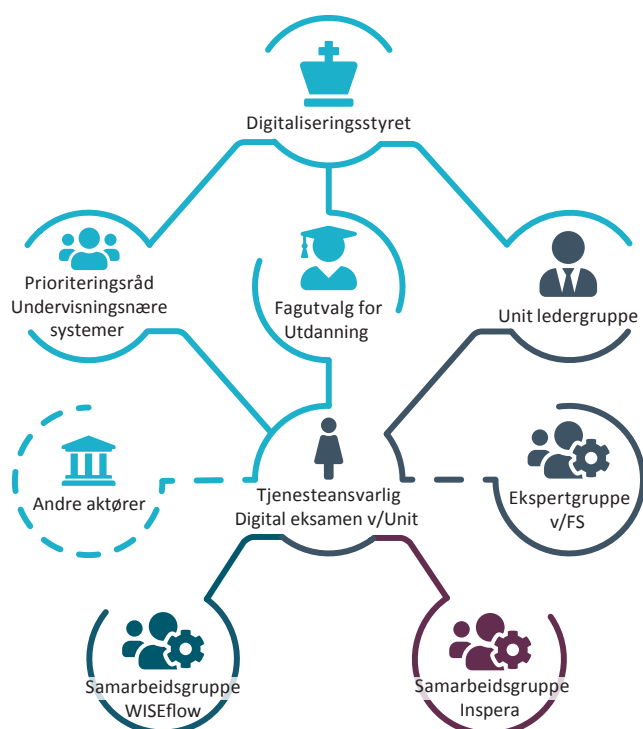 Digitaliseringsstyret
Prioriteringsråd
Undervisningsnære
systemer
Fagutvalg for
Utdanning
Unit ledergruppe
Andre aktører
Tjenesteansvarlig
Digital eksamen v/Unit
Ekspertgruppe
v/FS
Samarbeidsgruppe
WISEflow
Samarbeidsgruppe
Inspera